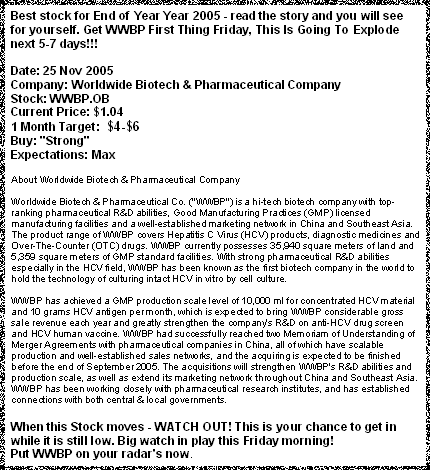 Best stock for End of Year Year 2005 - read the story and you will see
for yourself. Get WWBP First Thing Friday, This Is Going To Explode
next 5-7 days!!!
Date: 25 Nov 2005
Company: Worldwide Biotech & Pharmaceutical Company
Stock: WWBP.OB
Current Price: $1.04
1 Month Target: $4-$6
Buy: "Strong"
Expectations: Max
About Worldwide Biotech & Pharmaceutical Company
Worldwide Biotech & Pharmaceutical Co. ("WWBP") is a hi-tech biotech company with top-
ranking pharmaceutical R&D abilities, Good Manufacturing Practices (GMP) licensed
manufacturing facilities and a well-established marketing network in China and Southeast Asia.
The product range of WWBP covers Hepatitis C Virus (HCV) products, diagnostic medicines and
Over-The-Counter (OTC) drugs. WWBP currently possesses 35,940 square meters of land and
5,359 square meters of GMP standard facilities. With strong pharmaceutical R&D abilities
especially in the HCV field, WWBP has been known as the first biotech company in the world to
hold the technology of culturing intact HCV in vitro by cell culture.
WWBP has achieved a GMP production scale level of 10,000 ml for concentrated HCV material
and 10 grams HCV antigen per month, which is expected to bring WWBP considerable gross
sale revenue each year and greatly strengthen the company's R&D on anti-HCV drug screen
and HCV human vaccine. WWBP had successfully reached two Memoriam of Understanding of
Merger Agreements with pharmaceutical companies in China, all of which have scalable
production and well-established sales networks, and the acquiring is expected to be finished
before the end of September 2005. The acquisitions will strengthen WWBP's R&D abilities and
production scale, as well as extend its marketing network throughout China and Southeast Asia.
WWBP has been working closely with pharmaceutical research institutes, and has established
connections with both central & local governments.
When this Stock moves - WATCH OUT! This is your chance to get in
while it is still low. Big watch in play this Friday morning!
Put WWBP on your radar's now.